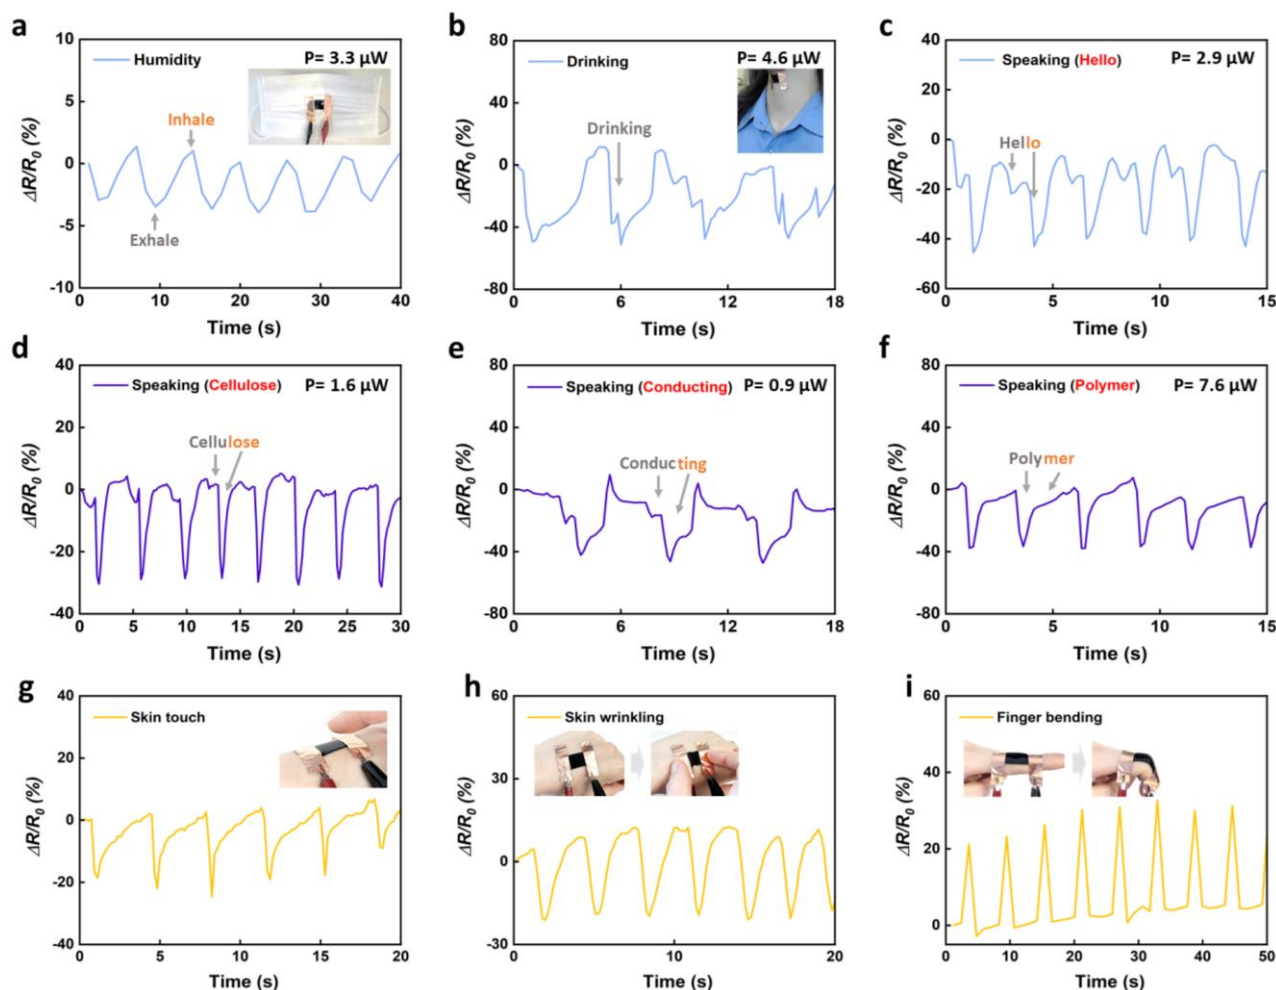 a
10
5
0
-5
-10
ΔR/R0 (%)
Humidity
P= 3.3 µW
Inhale
Exhale
0
10
20
30
40
Time (s)
b
80
40
0
-40
-80
ΔR/R0 (%)
Drinking
P= 4.6 µW
Drinking
0
6
12
18
Time (s)
c
40
20
0
-20
-40
-60
ΔR/R0 (%)
Speaking (Hello)
P= 2.9 µW
Hello
0
5
10
15
Time (s)
d
40
20
0
-20
-40
ΔR/R0 (%)
Speaking (Cellulose)
P= 1.6 µW
Cellulose
0
5
10
15
20
25
30
Time (s)
e
80
40
0
-40
-80
ΔR/R0 (%)
Speaking (Conducting)
P= 0.9 µW
Conducting
0
6
12
18
Time (s)
f
80
40
0
-40
-80
ΔR/R0 (%)
Speaking (Polymer)
P= 7.6 µW
Polymer
0
5
10
15
Time (s)
g
40
20
0
-20
-40
ΔR/R0 (%)
Skin touch
0
5
10
15
20
Time (s)
h
60
30
0
-30
ΔR/R0 (%)
Skin wrinkling
0
5
10
15
20
Time (s)
i
60
40
20
0
ΔR/R0 (%)
Finger bending
0
10
20
30
40
50
Time (s)